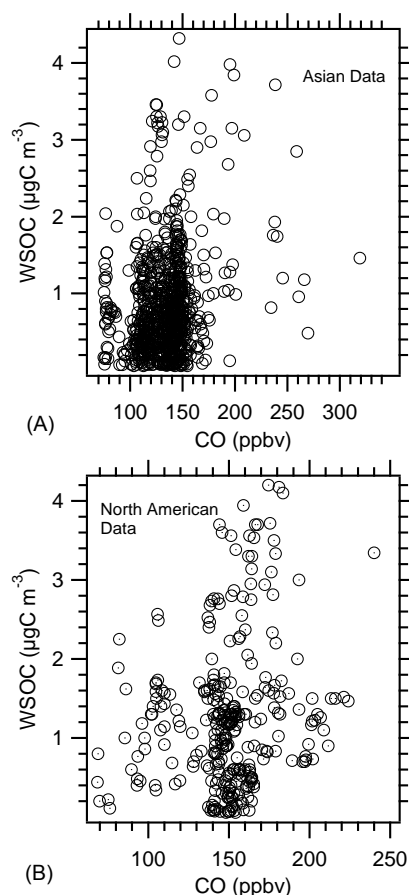 4
3
2
1
WSOC (µgC m-3)
Asian Data
100 150 200 250 300
CO (ppbv)
(A)
4
3
2
1
WSOC (µgC m-3)
North American
Data
100 150 200 250
CO (ppbv)
(B)